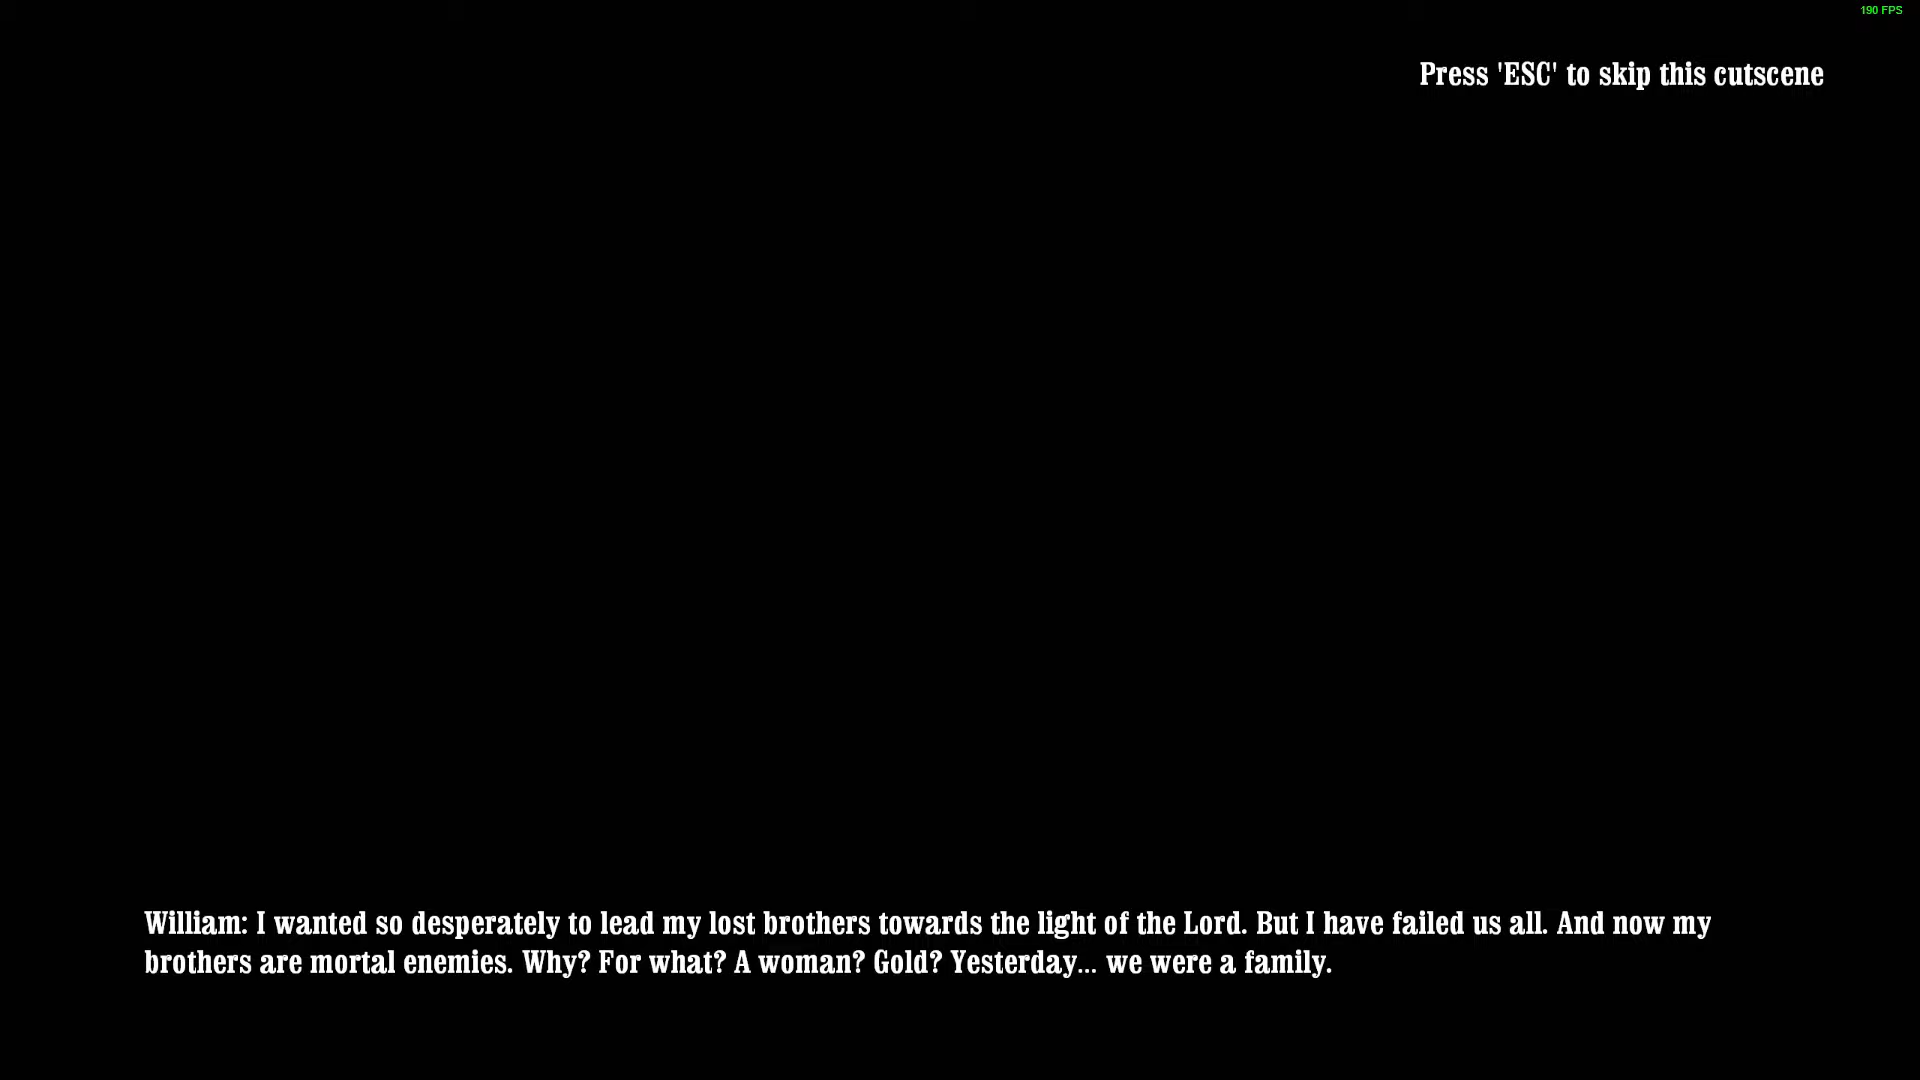 190 FPS
Press 'ESC' to skip this cutscene
William: I wanted so desperately to lead my lost brothers towards the light of the Lord. But I have failed us all. And now my
brothers are mortal enemies. Why? For what? A woman? Gold? Yesterday... we were a family.